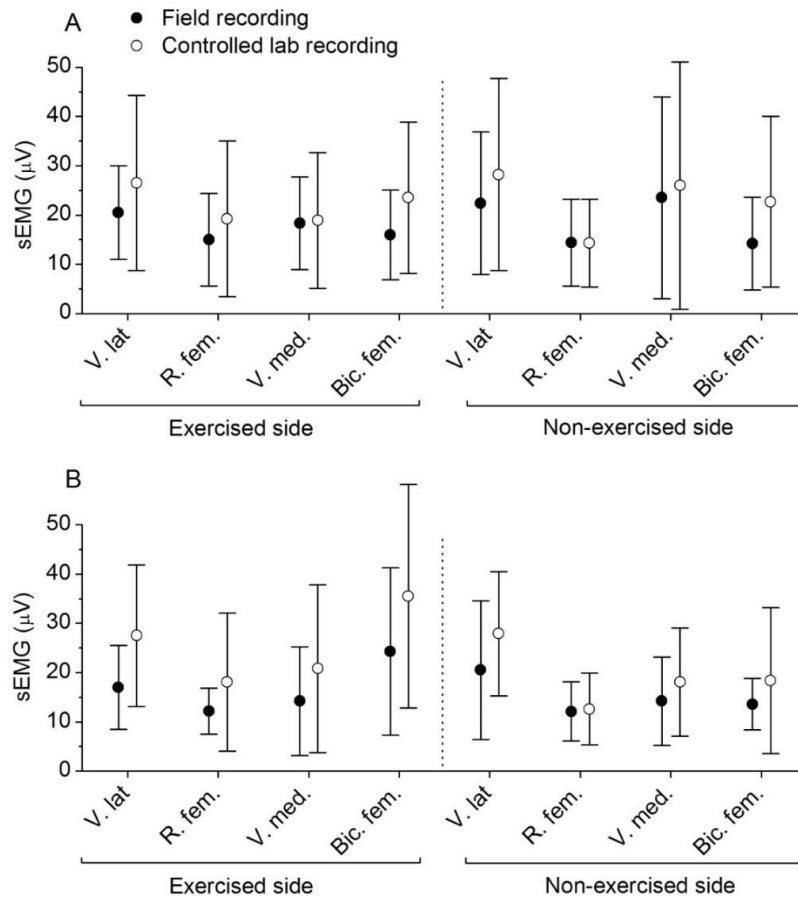 A
Field recording
Controlled lab recording
50
40
30
20
10
0
sEMG (μV)
V. lat
R. fem.
V. med.
Bic. fem.
V. lat
R. fem.
V. med.
Bic. fem.
Exercised side
Non-exercised side
B
50
40
30
20
10
0
sEMG (μV)
V. lat
R. fem.
V. med.
Bic. fem.
V. lat
R. fem.
V. med.
Bic. fem.
Exercised side
Non-exercised side